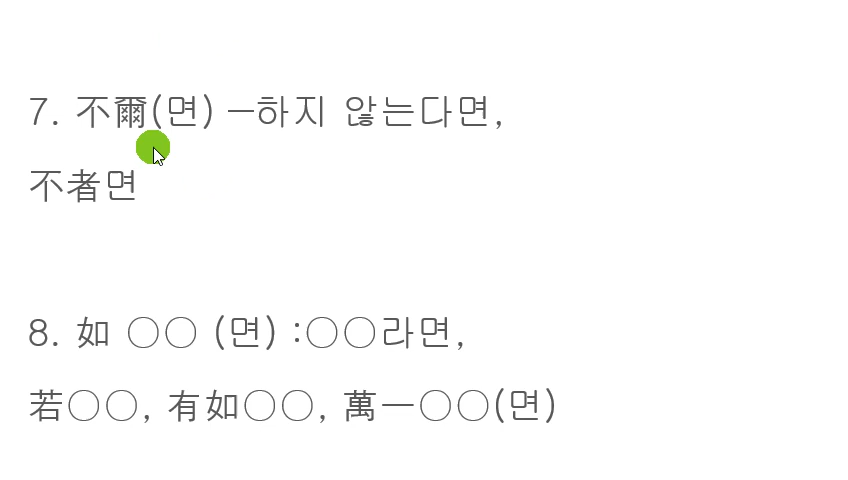 7. 不爾(면) ―하지 않는다면,
不者면
8. 如 ○○ (면) :○○라면,
若○○, 有如○○, 萬一○○(면)